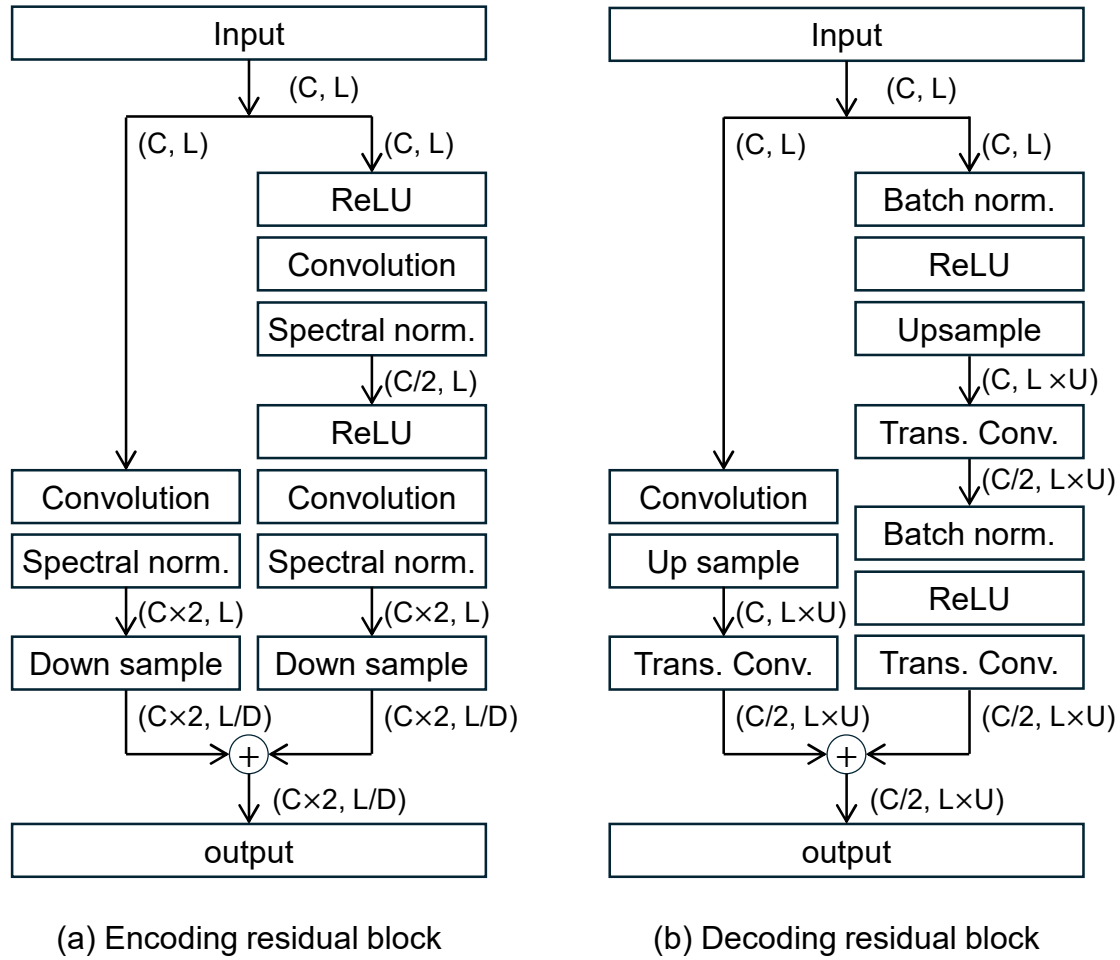 Input
(C, L)
(C, L)
(C, L)
ReLU
Convolution
Spectral norm.
(C/2, L)
ReLU
Convolution
Convolution
Spectral norm.
Spectral norm.
(C×2, L)
(C×2, L)
Down sample
Down sample
(C×2, L/D)
(C×2, L/D)
+
(C×2, L/D)
output
(a) Encoding residual block
Input
(C, L)
(C, L)
(C, L)
Batch norm.
ReLU
Upsample
(C, L ×U)
Trans. Conv.
(C/2, L×U)
Convolution
Batch norm.
Up sample
ReLU
(C, L×U)
Trans. Conv.
Trans. Conv.
(C/2, L×U)
(C/2, L×U)
+
(C/2, L×U)
output
(b) Decoding residual block